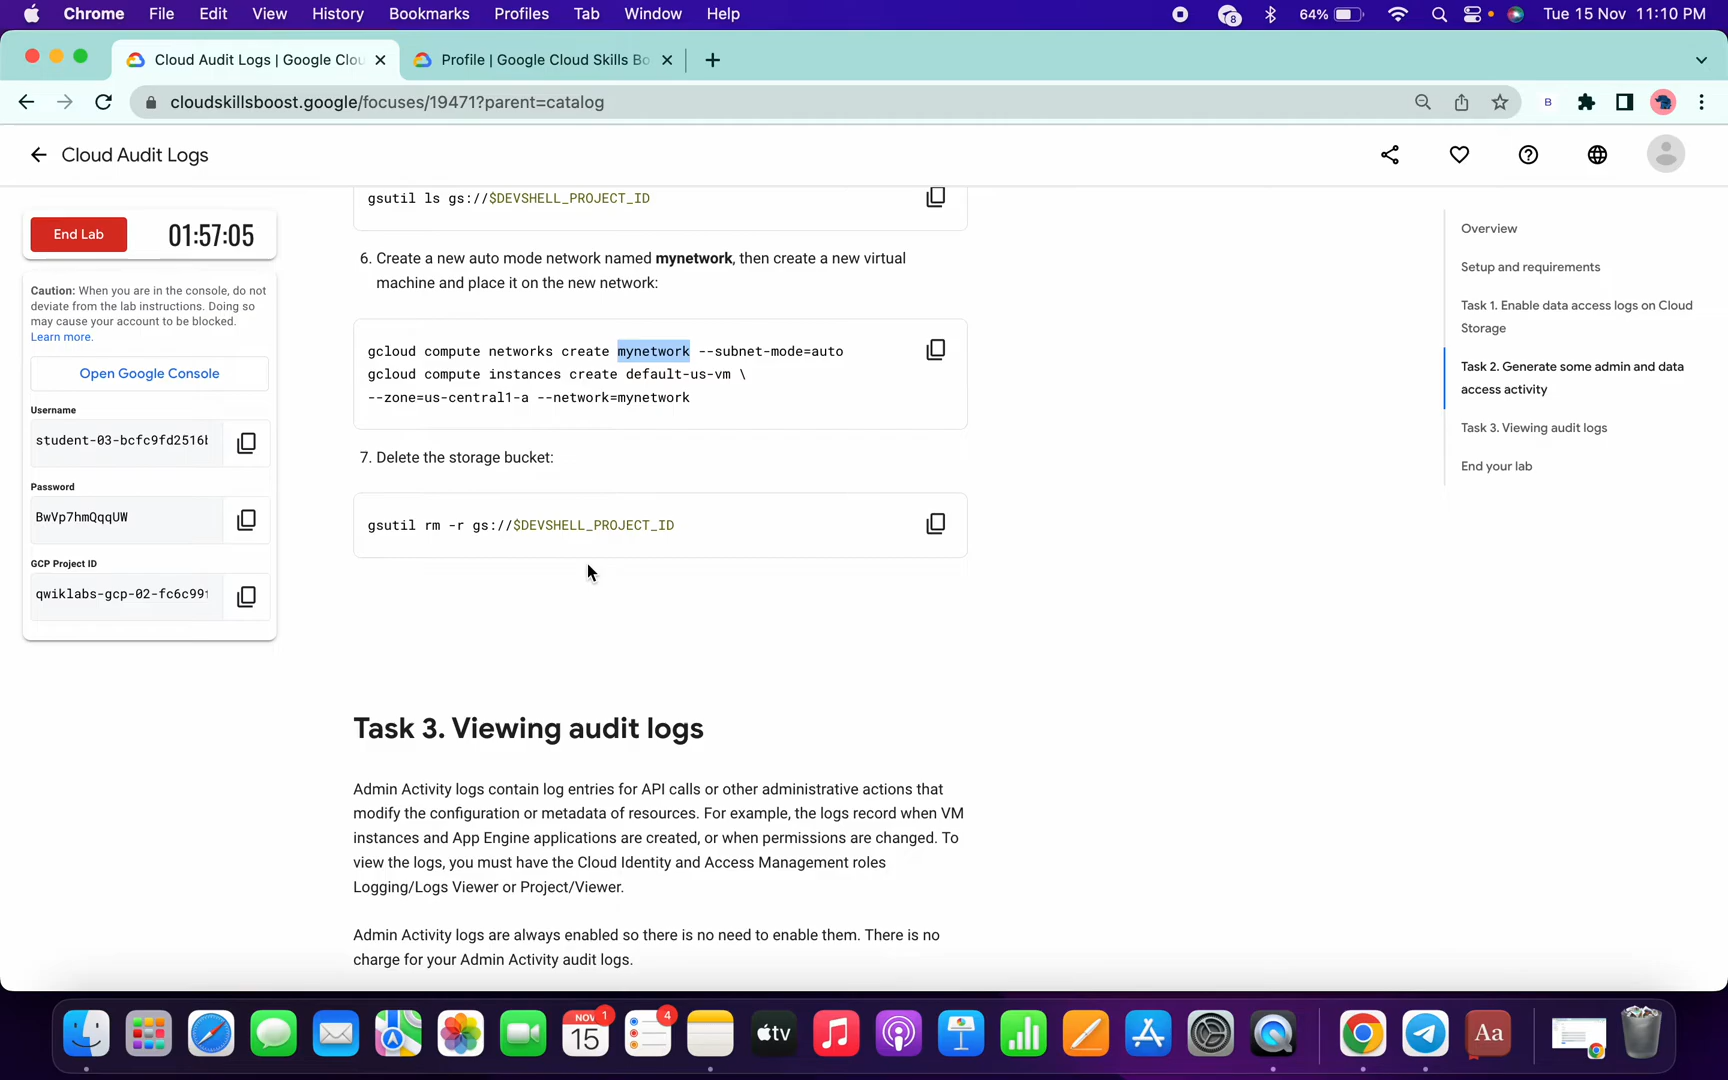 Chrome File Edit View History Bookmarks Profiles Tab Window Help 8 64% Tue 15 Nov 11:10 PM
Cloud Audit Logs | Google Clou Profile | Google Cloud Skills Bo
cloudskillsboost.google/focuses/19471?parent=catalog B
Cloud Audit Logs
End Lab 01:57:05
Caution: When you are in the console, do not
deviate from the lab instructions. Doing so
may cause your account to be blocked.
Learn more.
Open Google Console
Username
student-03-bcfc9fd2516b
Password
BwVp7hmQqqUW
GCP Project ID
qwiklabs-gcp-02-fc6c99f
gsutil ls gs://$DEVSHELL_PROJECT_ID
6. Create a new auto mode network named mynetwork, then create a new virtual
machine and place it on the new network:
gcloud compute networks create mynetwork --subnet-mode=auto
gcloud compute instances create default-us-vm \
--zone=us-central1-a --network=mynetwork
7. Delete the storage bucket:
gsutil rm -r gs://$DEVSHELL_PROJECT_ID
Task 3. Viewing audit logs
Admin Activity logs contain log entries for API calls or other administrative actions that
modify the configuration or metadata of resources. For example, the logs record when VM
instances and App Engine applications are created, or when permissions are changed. To
view the logs, you must have the Cloud Identity and Access Management roles
Logging/Logs Viewer or Project/Viewer.
Admin Activity logs are always enabled so there is no need to enable them. There is no
charge for your Admin Activity audit logs.
Overview
Setup and requirements
Task 1. Enable data access logs on Cloud
Storage
Task 2. Generate some admin and data
access activity
Task 3. Viewing audit logs
End your lab
NOV 1
15
4
tv
Aa